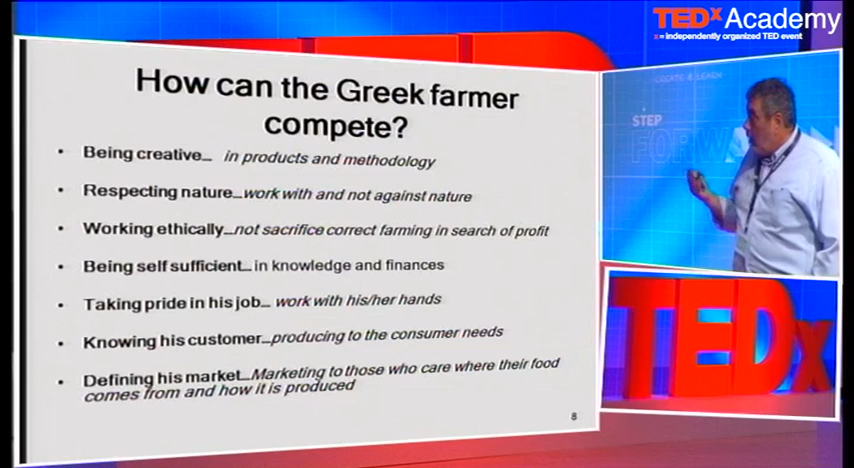 TEDxAcademy
x = independently organized TED event
How can the Greek farmer
compete?
• Being creative... in products and methodology
• Respecting nature...work with and not against nature
• Working ethically...not sacrifice correct farming in search of profit
• Being self sufficient... in knowledge and finances
• Taking pride in his job... work with his/her hands
• Knowing his customer...producing to the consumer needs
• Defining his market...Marketing to those who care where their food
comes from and how it is produced
8
CREATE & LEARN
STEP
FORWARD
TEDx